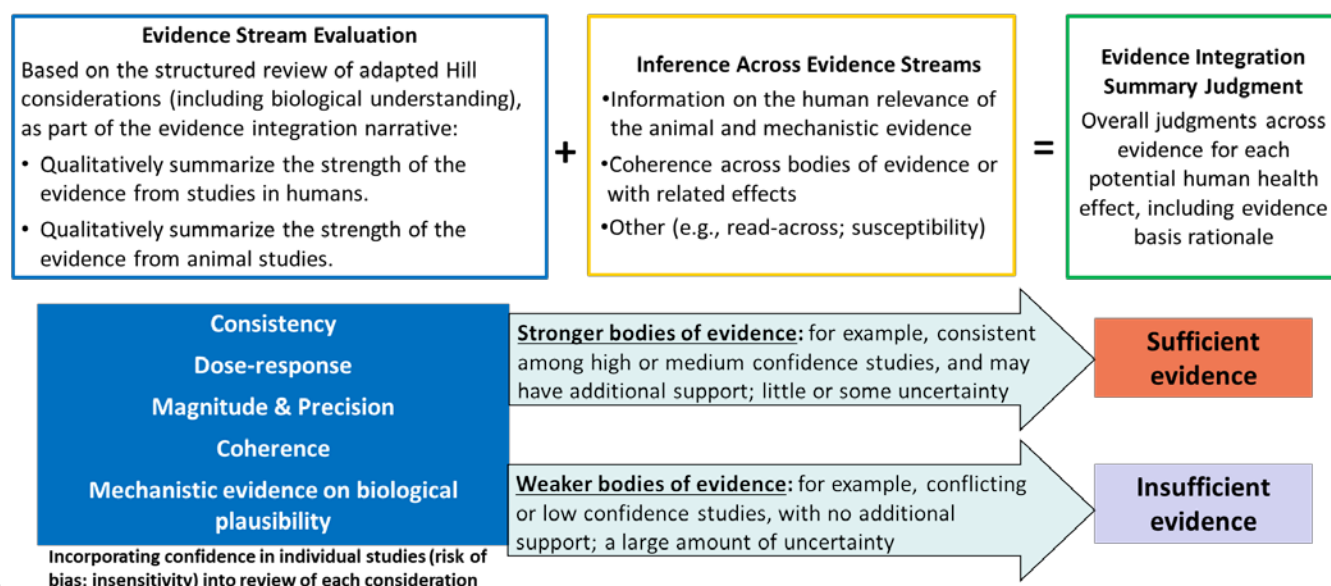 Evidence Stream Evaluation
Based on the structured review of adapted Hill
considerations (including biological understanding),
as part of the evidence integration narrative:
• Qualitatively summarize the strength of the
evidence from studies in humans.
• Qualitatively summarize the strength of the
evidence from animal studies.
+
Inference Across Evidence Streams
•Information on the human relevance of
the animal and mechanistic evidence
•Coherence across bodies of evidence or
with related effects
•Other (e.g., read-across; susceptibility)
=
Evidence Integration
Summary Judgment
Overall judgments across
evidence for each
potential human health
effect, including evidence
basis rationale
Consistency
Dose-response
Magnitude & Precision
Coherence
Mechanistic evidence on biological
plausibility
Incorporating confidence in individual studies (risk of
bias; insensitivity) into review of each consideration
Stronger bodies of evidence: for example, consistent
among high or medium confidence studies, and may
have additional support; little or some uncertainty
Sufficient
evidence
Weaker bodies of evidence: for example, conflicting
or low confidence studies, with no additional
support; a large amount of uncertainty
Insufficient
evidence